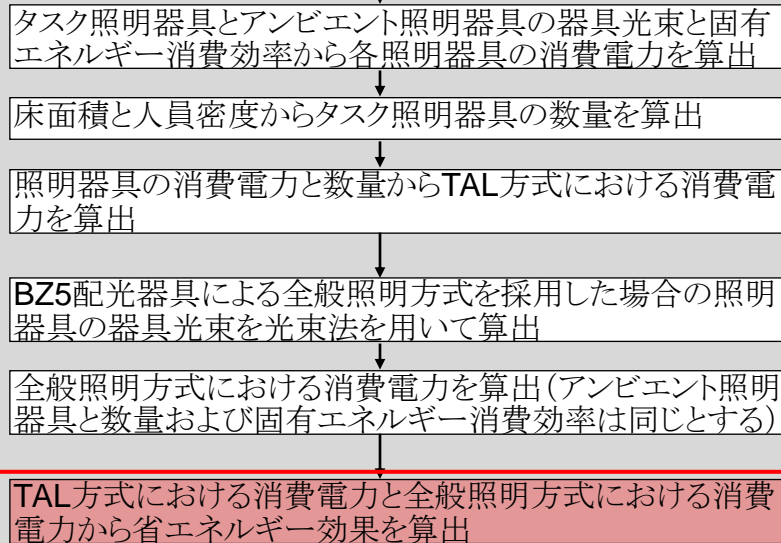 タスク照明器具とアンビエント照明器具の器具光束と固有
エネルギー消費効率から各照明器具の消費電力を算出
床面積と人員密度からタスク照明器具の数量を算出
照明器具の消費電力と数量からTAL方式における消費電
力を算出
BZ5配光器具による全般照明方式を採用した場合の照明
器具の器具光束を光束法を用いて算出
全般照明方式における消費電力を算出(アンビエント照明
器具と数量および固有エネルギー消費効率は同じとする)
TAL方式における消費電力と全般照明方式における消費
電力から省エネルギー効果を算出